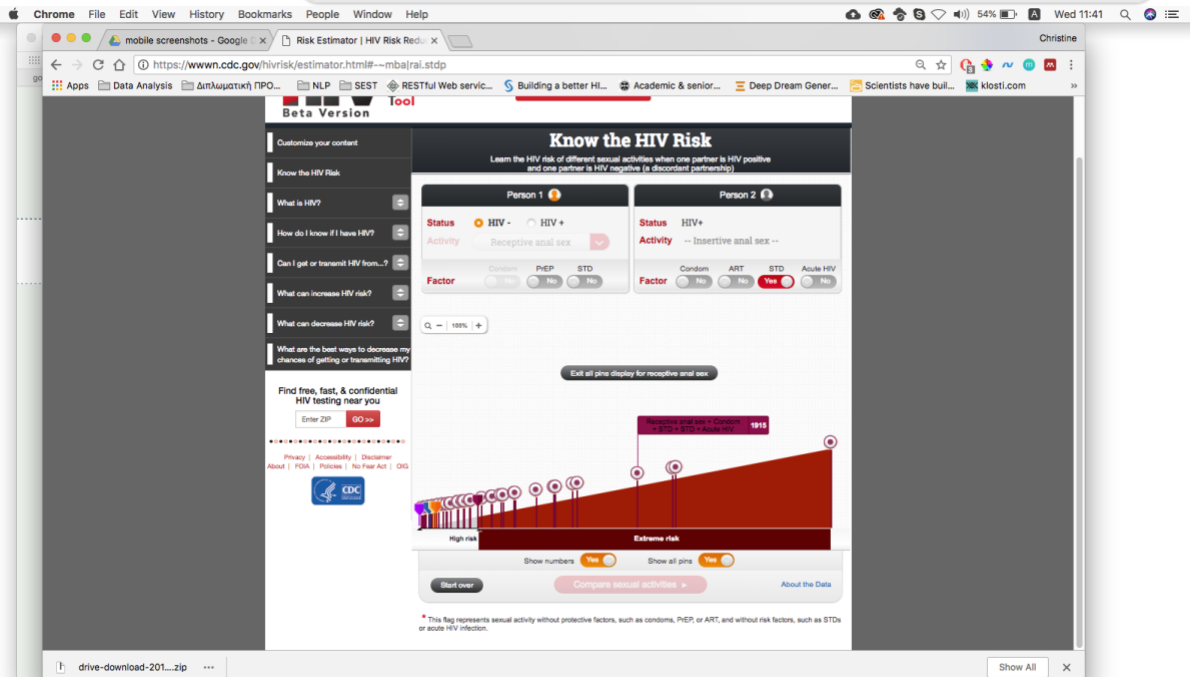 Chrome File Edit View History Bookmarks People Window Help
54% A Wed 11:41
mobile screenshots - Google D
Risk Estimator | HIV Risk Redu
Christine
https://wwwn.cdc.gov/hivrisk/estimator.html#-~mba|rai.stdp
Apps Data Analysis Διπλωματική ΠΡΟ... NLP SEST RESTful Web servic... Building a better HI... Academic & senior... Deep Dream Gener... Scientists have buil... klosti.com »
Tool
Beta Version
Customize your content
Know the HIV Risk
What is HIV?
How do I know if I have HIV?
Can I get or transmit HIV from...?
What can increase HIV risk?
What can decrease HIV risk?
What are the best ways to decrease my
chances of getting or transmitting HIV?
Find free, fast, & confidential
HIV testing near you
Enter ZIP GO >>
Privacy | Accessibility | Disclaimer
About | FOIA | Policies | No Fear Act | OIG
CDC
Know the HIV Risk
Learn the HIV risk of different sexual activities when one partner is HIV positive
and one partner is HIV negative (a discordant partnership)
Person 1
Status HIV - HIV +
Activity Receptive anal sex
Condom PrEP STD
Factor No No No
Person 2
Status HIV+
Activity -- Insertive anal sex --
Condom ART STD Acute HIV
Factor No No Yes No
100%
Exit all pins display for receptive anal sex
Receptive anal sex + Condom
+ STD + STD + Acute HIV 1915
High risk Extreme risk
Show numbers Yes Show all pins Yes
Start over Compare sexual activities About the Data
* This flag represents sexual activity without protective factors, such as condoms, PrEP, or ART, and without risk factors, such as STDs
or acute HIV infection.
drive-download-201....zip
Show All